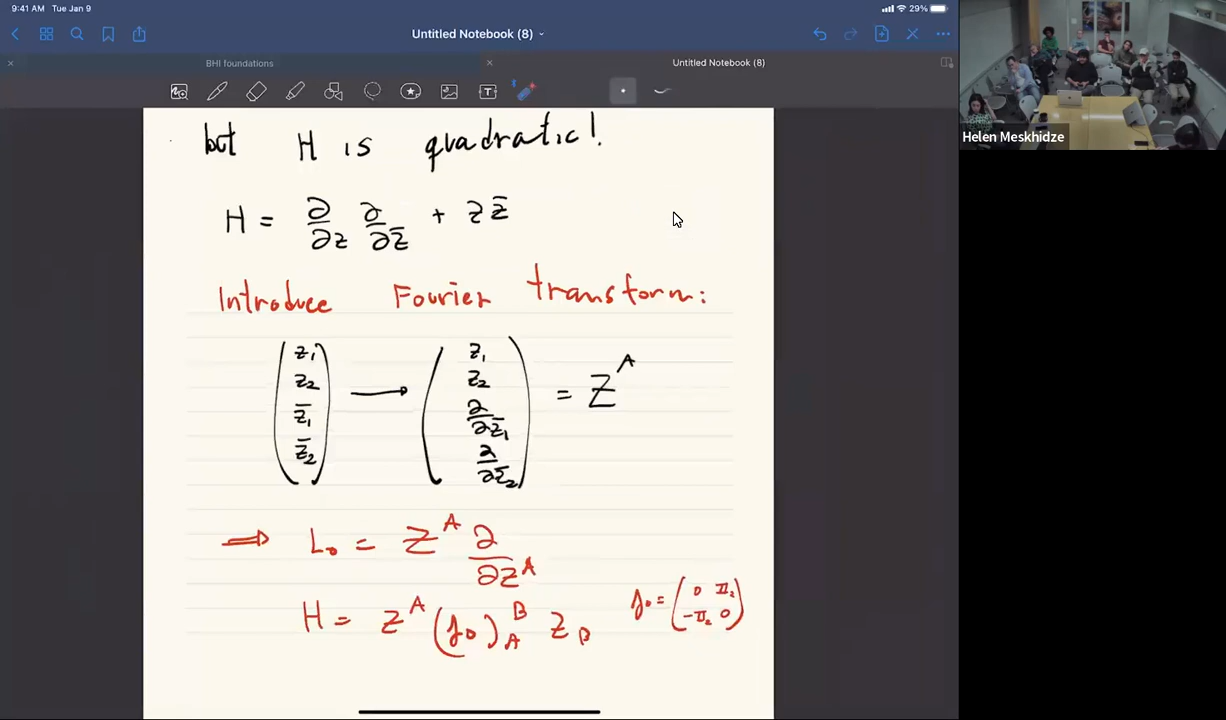 9:41 AM Tue Jan 9
29%
Untitled Notebook (8)
BHI foundations
Untitled Notebook (8)
Helen Meskhidze
but H is quadratic!
H = ∂/∂z ∂/∂z̄ + z z̄
Introduce Fourier transform:
(z₁ z₂ z̄₁ z̄₂) → (z₁ z₂ ∂/∂z̄₁ ∂/∂z̄₂) = Z^A
⇒ L₀ = Z^A ∂/∂Z^A
H = Z^A (γ₀)_A^B Z_B
γ₀ = (0 𝕀₂ -𝕀₂ 0)